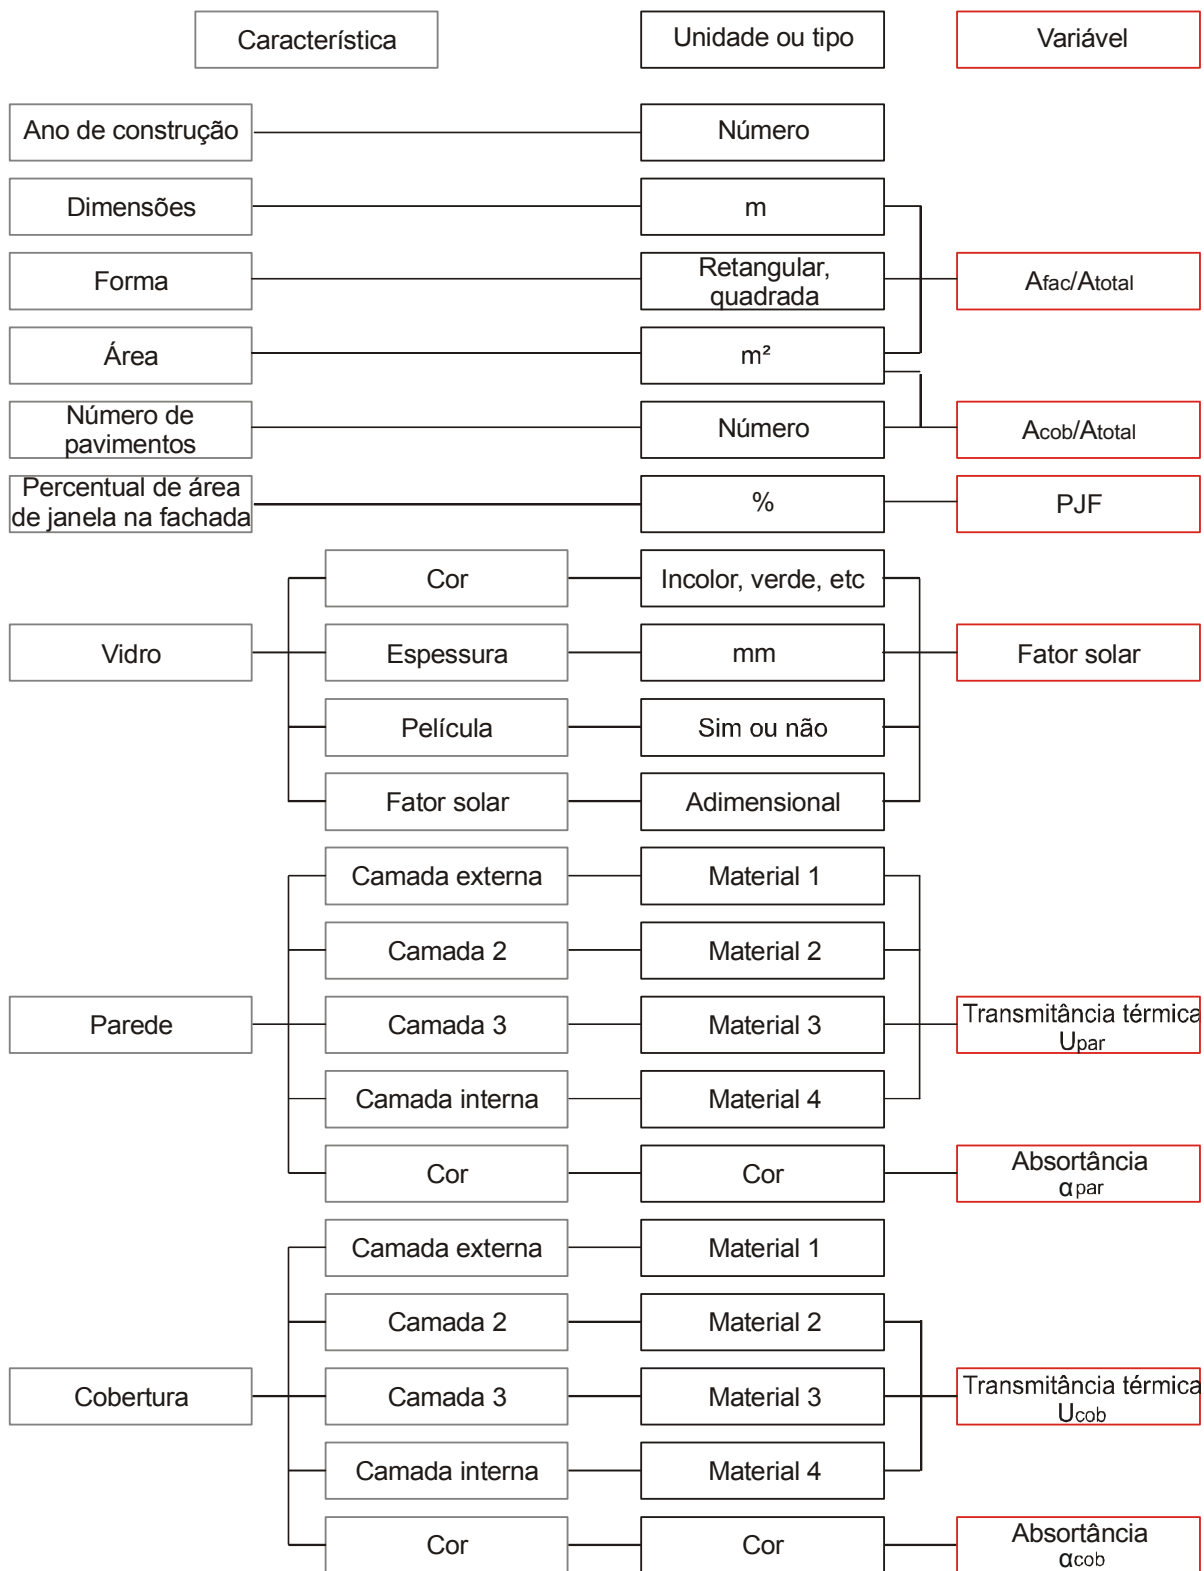 Característica
Unidade ou tipo
Variável
Ano de construção
Número
Dimensões
m
Forma
Retangular,
quadrada
Afac/Atotal
Área
m²
Número de
pavimentos
Número
Acob/Atotal
Percentual de área
de janela na fachada
%
PJF
Cor
Incolor, verde, etc
Vidro
Espessura
mm
Fator solar
Película
Sim ou não
Fator solar
Adimensional
Camada externa
Material 1
Camada 2
Material 2
Parede
Camada 3
Material 3
Transmitância térmica
Upar
Camada interna
Material 4
Cor
Cor
Absortância
αpar
Camada externa
Material 1
Camada 2
Material 2
Cobertura
Camada 3
Material 3
Transmitância térmica
Ucob
Camada interna
Material 4
Cor
Cor
Absortância
αcob